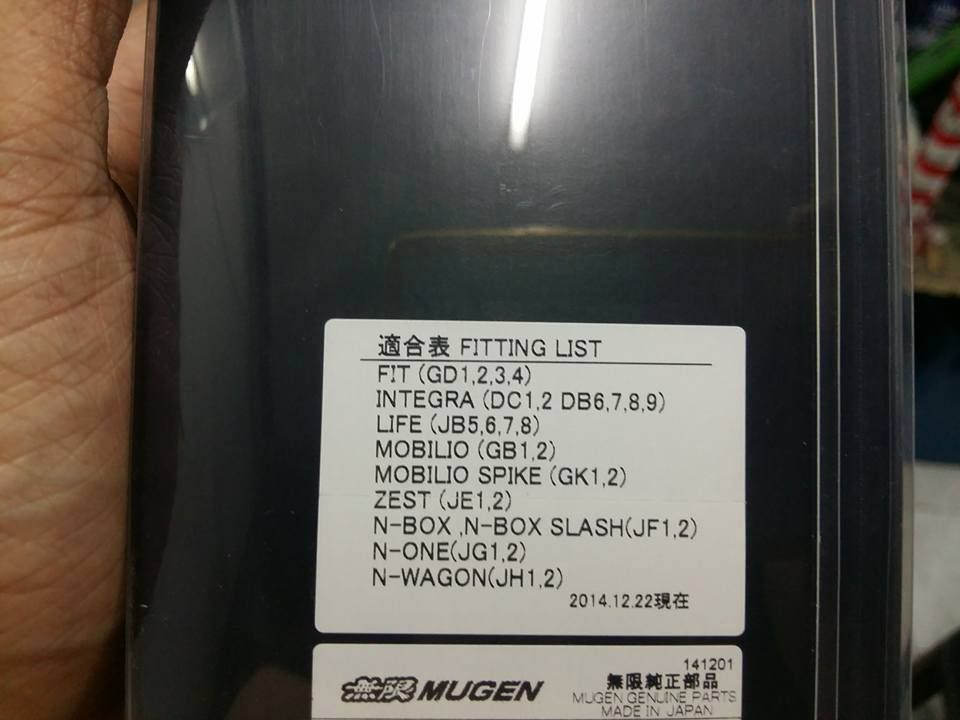 適合表 FITTING LIST
FIT (GD1,2,3,4)
INTEGRA (DC1,2 DB6,7,8,9)
LIFE (JB5,6,7,8)
MOBILIO (GB1,2)
MOBILIO SPIKE (GK1,2)
ZEST (JE1,2)
N-BOX ,N-BOX SLASH(JF1,2)
N-ONE(JG1,2)
N-WAGON(JH1,2)
2014.12.22現在
141201
無限 MUGEN
無限純正部品
MUGEN GENUINE PARTS
MADE IN JAPAN